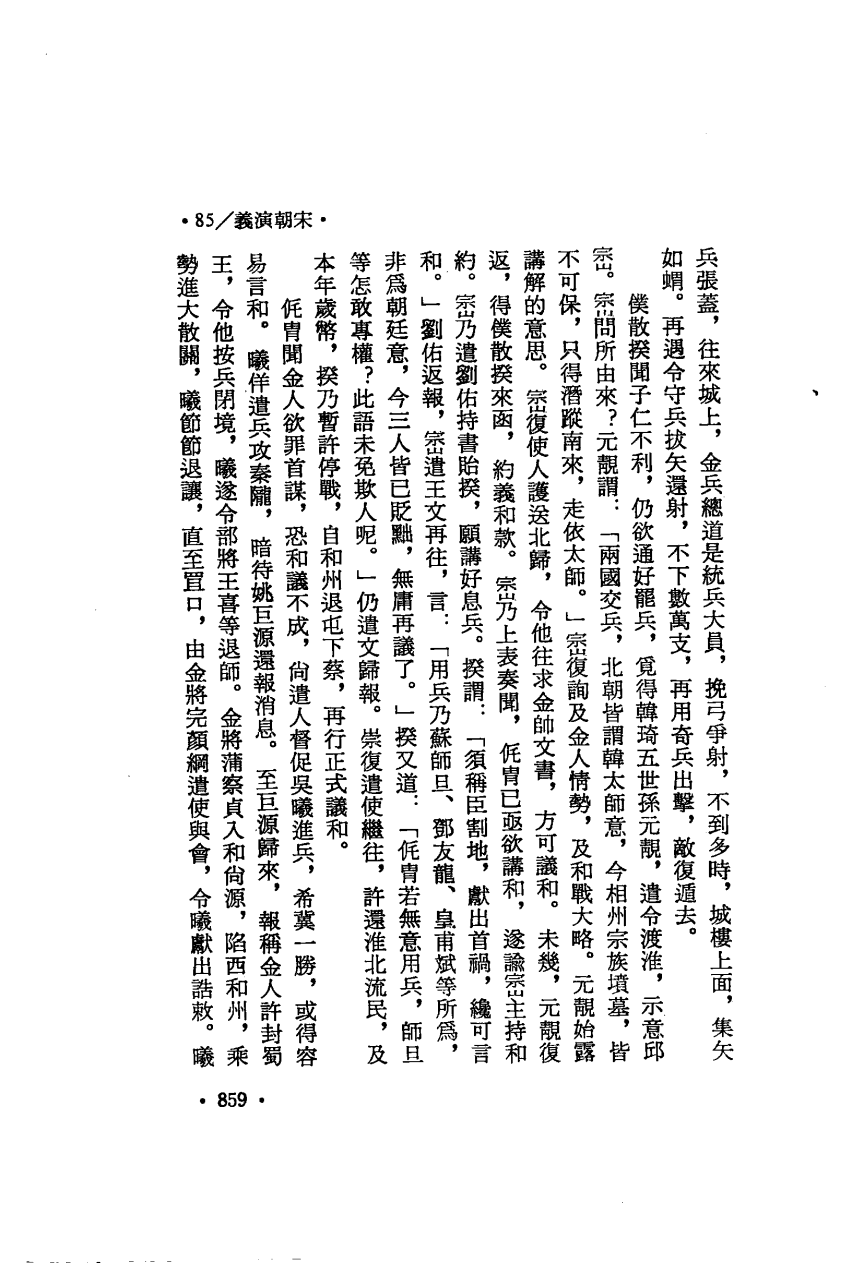 •85／義演朝宋•
兵張蓋，往來城上，金兵總道是統兵大員，挽弓爭射，不到多時，城樓上面，集矢
如蝟。再遇令守兵拔矢還射，不下數萬支，再用奇兵出擊，敵復遁去。
僕散揆聞子仁不利，仍欲通好罷兵，覓得韓琦五世孫元靚，遣令渡淮，示意邱
崈。崈問所由來？元靚謂：「兩國交兵，北朝皆謂韓太師意，今相州宗族墳墓，皆
不可保，只得潛蹤南來，走依太師。」崈復詢及金人情勢，及和戰大略。元靚始露
講解的意思。崈復使人護送北歸，令他往求金帥文書，方可議和。未幾，元靚復
返，得僕散揆來函，約義和款。崈乃上表奏聞，侂冑已亟欲講和，遂諭崈主持和
約。崈乃遣劉佑持書貽揆，願講好息兵。揆謂：「須稱臣割地，獻出首禍，纔可言
和。」劉佑返報，崈遣王文再往，言：「用兵乃蘇師旦、鄧友龍、皇甫斌等所爲，
非爲朝廷意，今三人皆已貶黜，無庸再議了。」揆又道：「侂冑若無意用兵，師旦
等怎敢專權？此語未免欺人呢。」仍遣文歸報。崇復遣使繼往，許還淮北流民，及
本年歲幣，揆乃暫許停戰，自和州退屯下蔡，再行正式議和。
侂冑聞金人欲罪首謀，恐和議不成，尙遣人督促吳曦進兵，希冀一勝，或得容
易言和。曦佯遣兵攻秦隴，暗待姚巨源還報消息。至巨源歸來，報稱金人許封蜀
王，令他按兵閉境，曦遂令部將王喜等退師。金將蒲察貞入和尙源，陷西和州，乘
勢進大散關，曦節節退讓，直至罝口，由金將完顏綱遣使與會，令曦獻出誥敕。曦
•859•